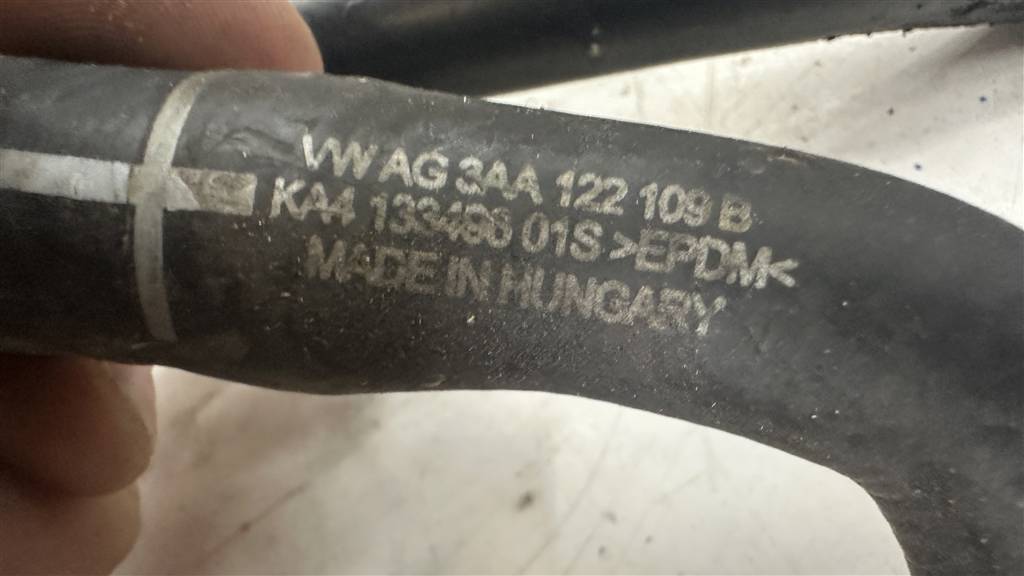 VW AG 3AA 122 109 B
KA4 133486 01S >EPDM<
MADE IN HUNGARY